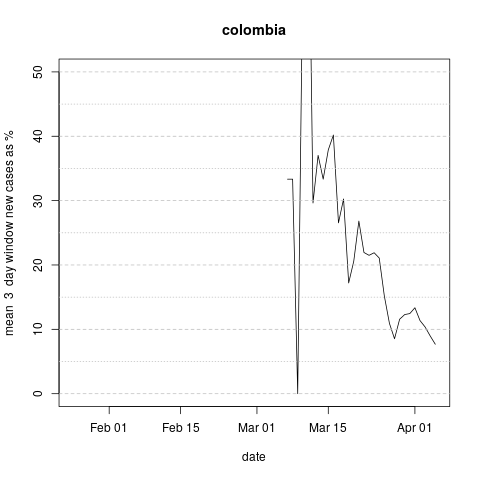 colombia
mean 3 day window new cases as %
50
40
30
20
10
0
Feb 01
Feb 15
Mar 01
Mar 15
Apr 01
date